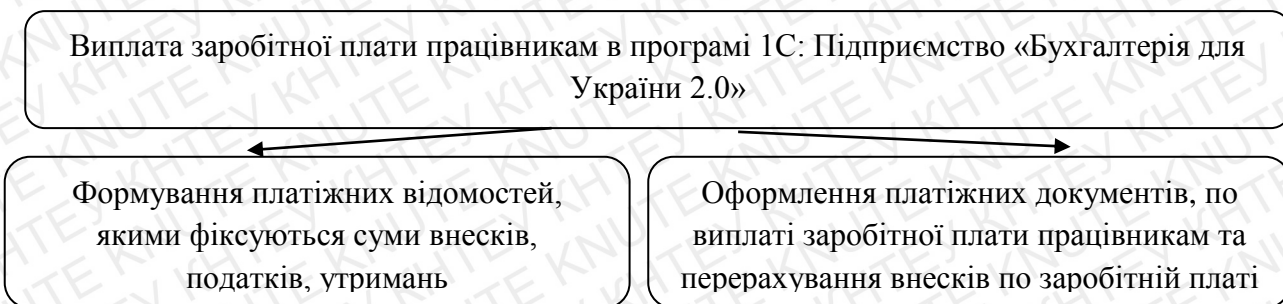 Виплата заробітної плати працівникам в програмі 1С: Підприємство «Бухгалтерія для
України 2.0»
Формування платіжних відомостей,
якими фіксуються суми внесків,
податків, утримань
Оформлення платіжних документів, по
виплаті заробітної плати працівникам та
перерахування внесків по заробітній платі